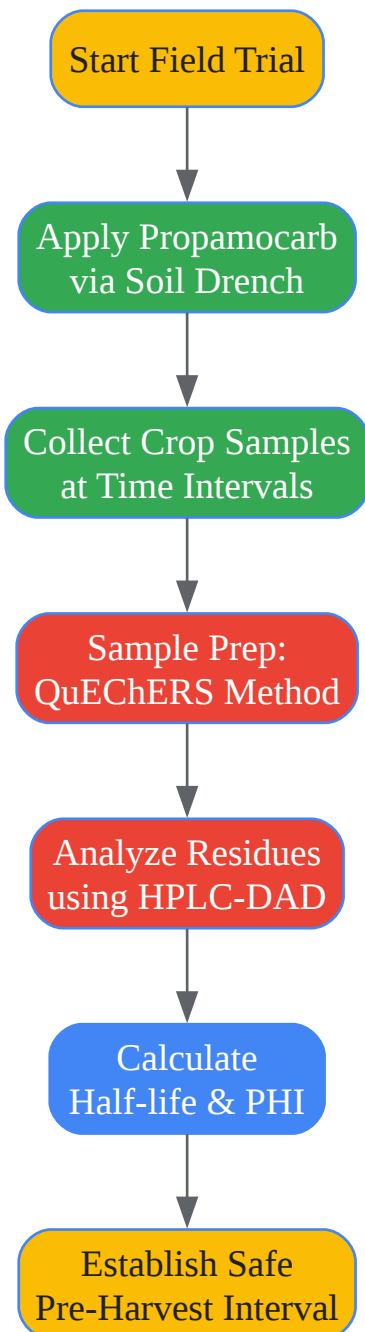 Start Field Trial
Apply Propamocarb
via Soil Drench
Collect Crop Samples
at Time Intervals
Sample Prep:
QuEChERS Method
Analyze Residues
using HPLC-DAD
Calculate
Half-life & PHI
Establish Safe
Pre-Harvest Interval